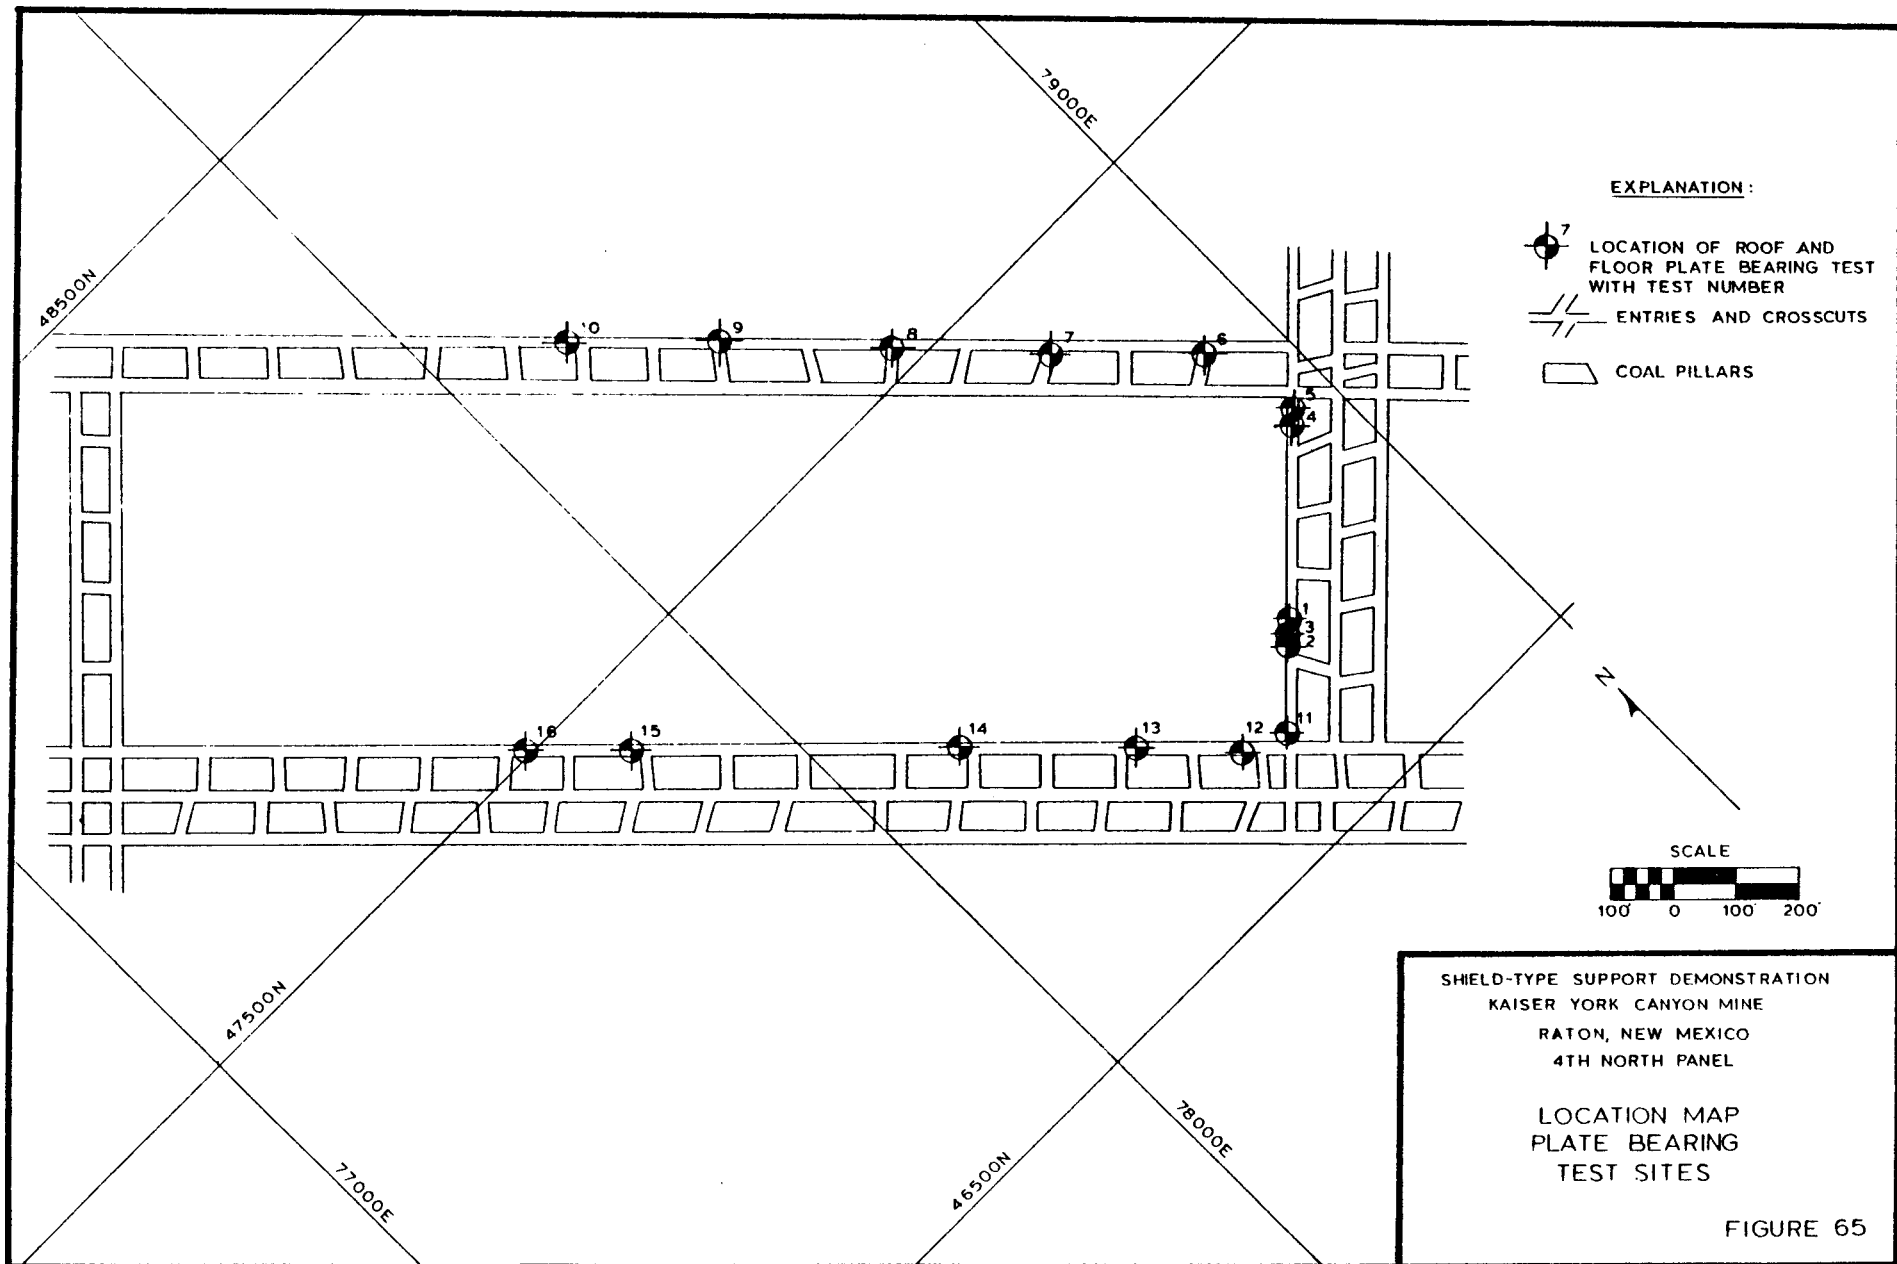 79000E
48500N
EXPLANATION:
7
LOCATION OF ROOF AND
FLOOR PLATE BEARING TEST
WITH TEST NUMBER
ENTRIES AND CROSSCUTS
COAL PILLARS
10
9
8
7
6
5
4
1
3
2
11
12
13
14
15
16
N
SCALE
100' 0 100' 200'
47500N
77000E
46500N
78000E
SHIELD-TYPE SUPPORT DEMONSTRATION
KAISER YORK CANYON MINE
RATON, NEW MEXICO
4TH NORTH PANEL
LOCATION MAP
PLATE BEARING
TEST SITES
FIGURE 65